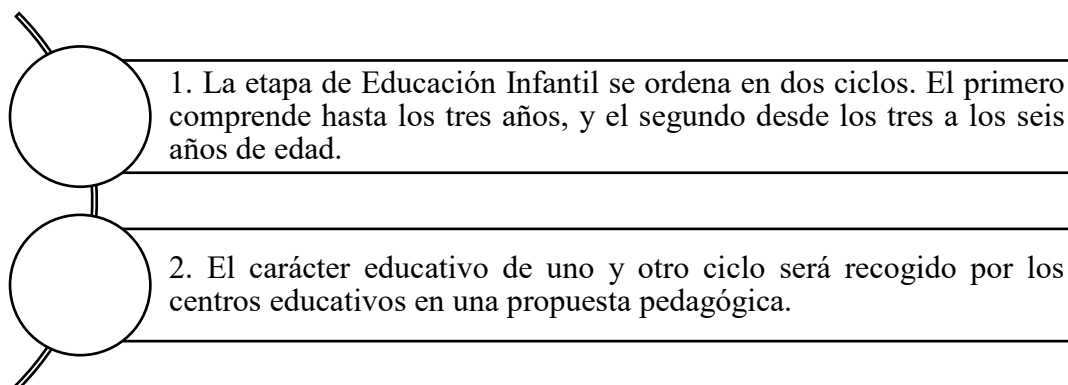 1. La etapa de Educación Infantil se ordena en dos ciclos. El primero
comprende hasta los tres años, y el segundo desde los tres a los seis
años de edad.
2. El carácter educativo de uno y otro ciclo será recogido por los
centros educativos en una propuesta pedagógica.